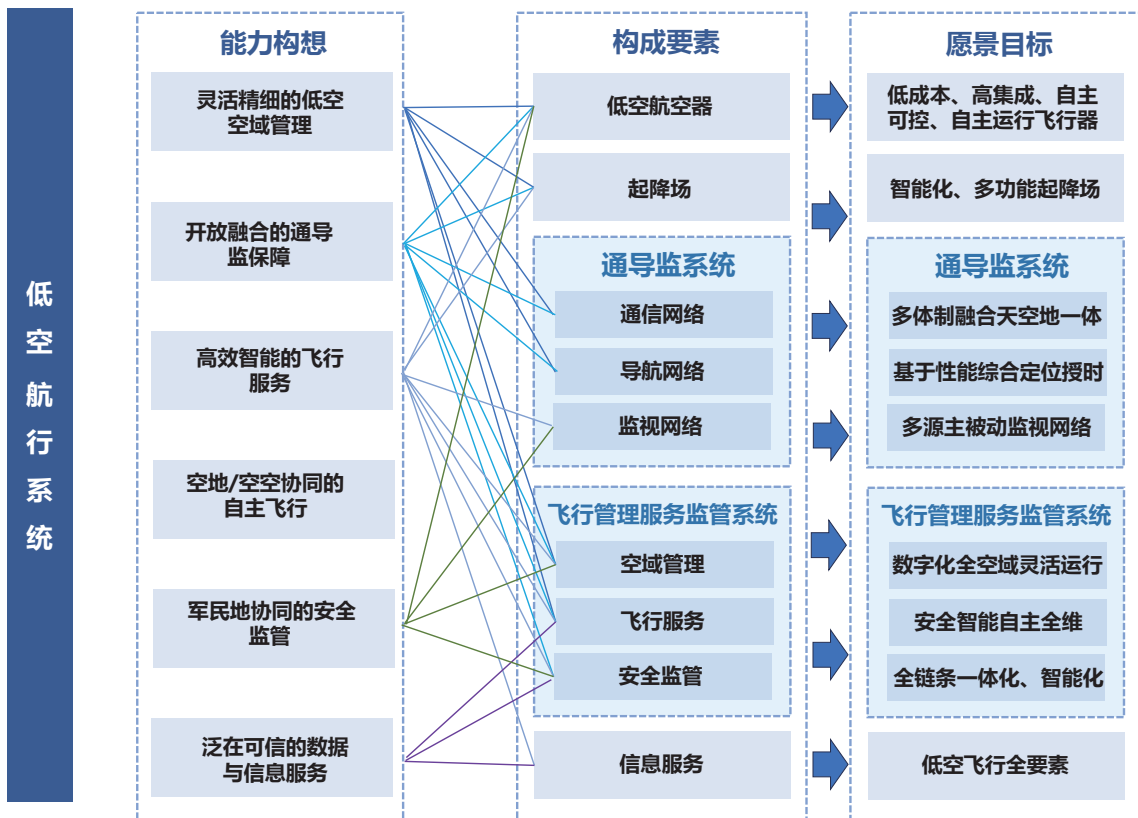 低空航行系统
能力构想
灵活精细的低空
空域管理
开放融合的通导
监保障
高效智能的飞行
服务
空地/空空协同的
自主飞行
军民地协同的安全
监管
泛在可信的数据
与信息服务
构成要素
低空航空器
起降场
通导监系统
通信网络
导航网络
监视网络
飞行管理服务监管系统
空域管理
飞行服务
安全监管
信息服务
愿景目标
低成本、高集成、自主
可控、自主运行飞行器
智能化、多功能起降场
通导监系统
多体制融合天空地一体
基于性能综合定位授时
多源主被动监视网络
飞行管理服务监管系统
数字化全空域灵活运行
安全智能自主全维
全链条一体化、智能化
低空飞行全要素